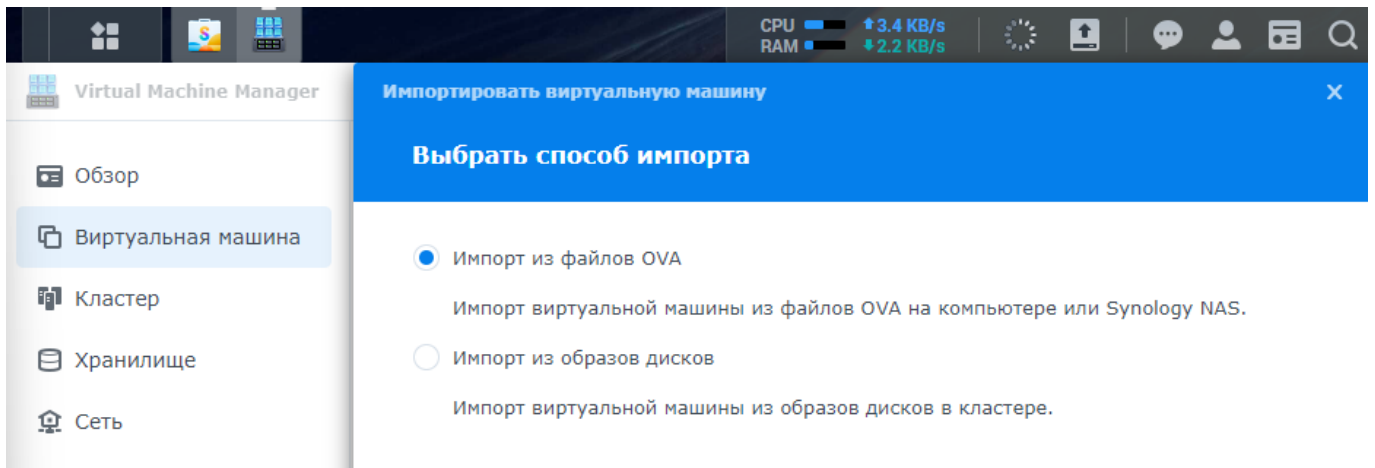 CPU ↑3.4 KB/s
RAM ↓2.2 KB/s
Virtual Machine Manager
Обзор
Виртуальная машина
Кластер
Хранилище
Сеть
Импортировать виртуальную машину
Выбрать способ импорта
Импорт из файлов OVA
Импорт виртуальной машины из файлов OVA на компьютере или Synology NAS.
Импорт из образов дисков
Импорт виртуальной машины из образов дисков в кластере.